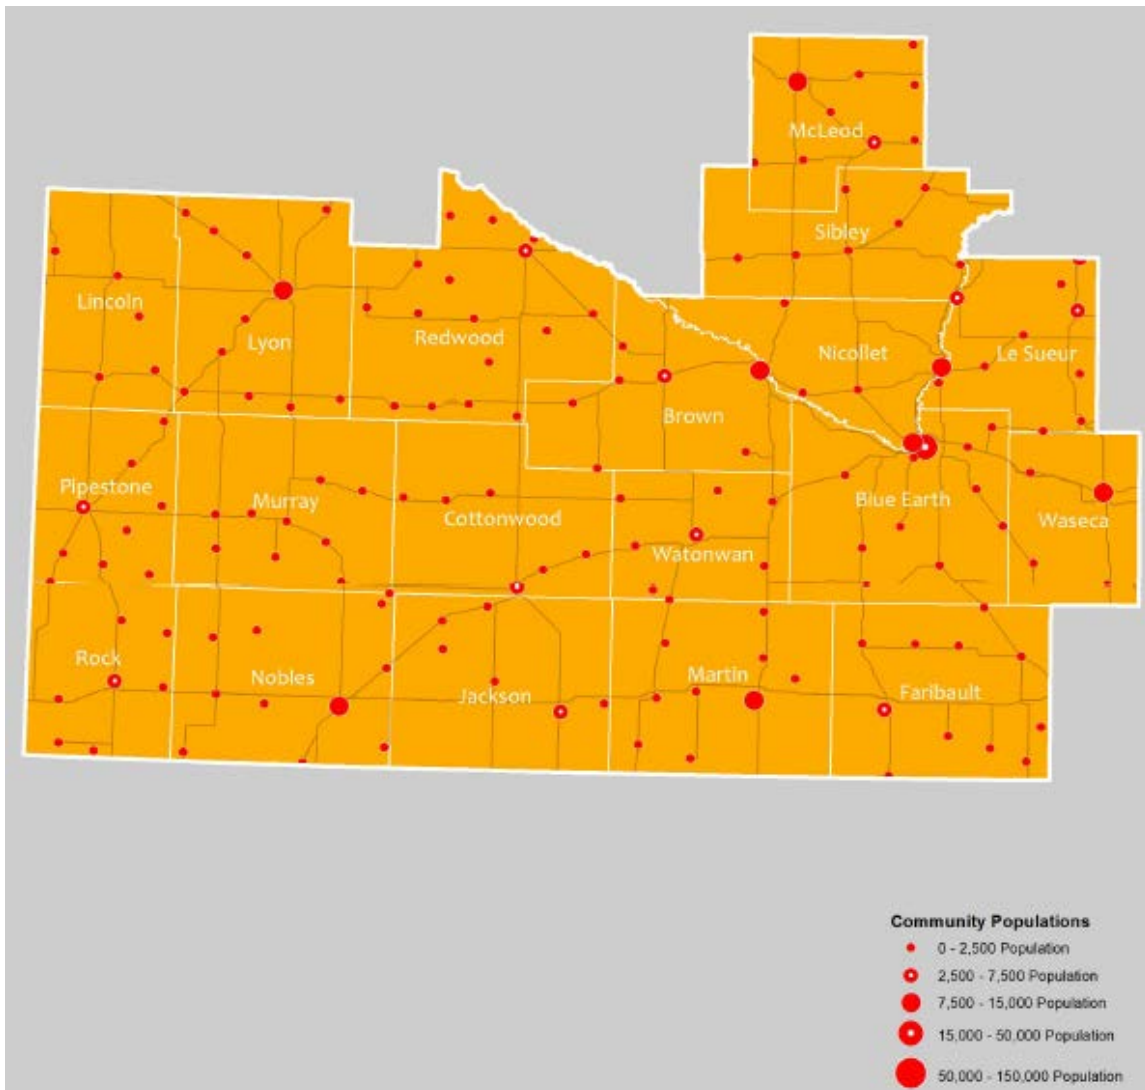 McLeod
Sibley
Lincoln
Lyon
Redwood
Nicollet
Le Sueur
Brown
Pipestone
Murray
Cottonwood
Watonwan
Blue Earth
Waseca
Rock
Nobles
Jackson
Martin
Faribault
Community Populations
0 - 2,500 Population
2,500 - 7,500 Population
7,500 - 15,000 Population
15,000 - 50,000 Population
50,000 - 150,000 Population